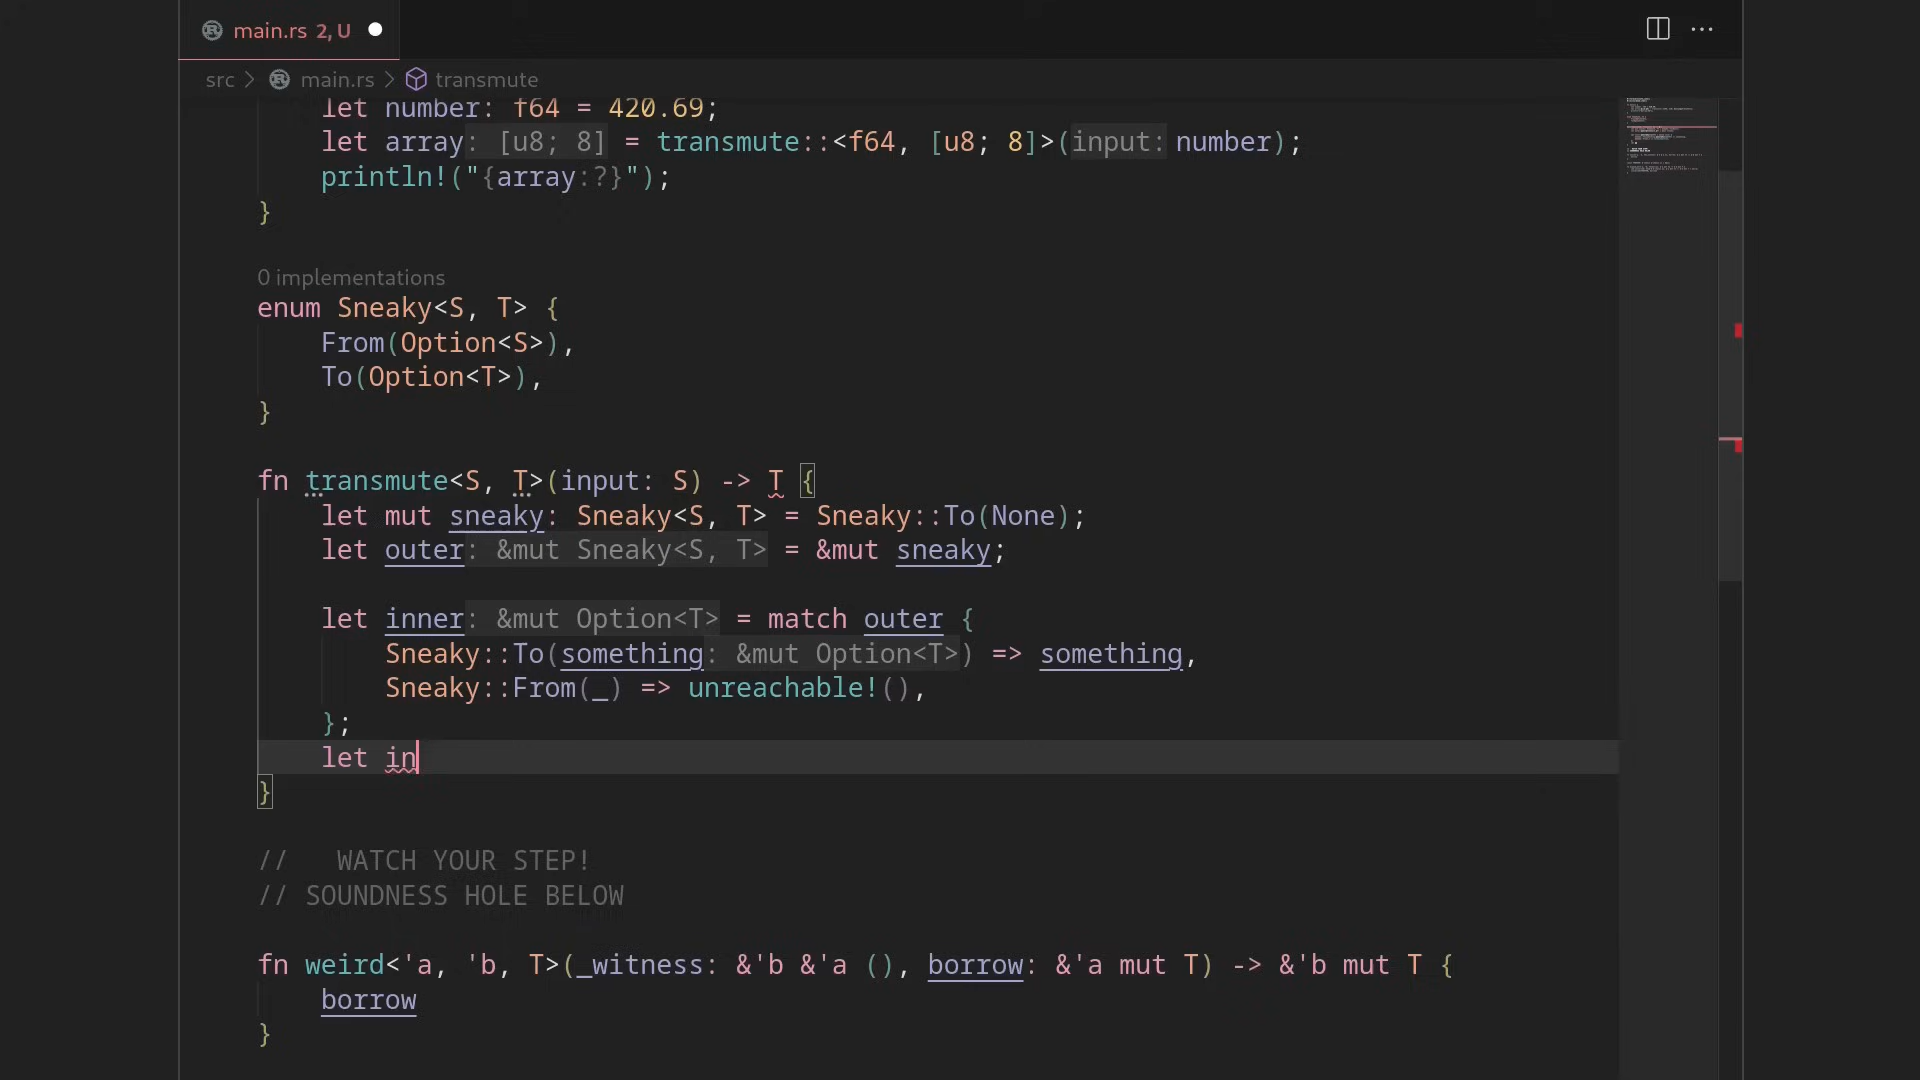 main.rs 2, U
src > main.rs > transmute
let number: f64 = 420.69;
let array: [u8; 8] = transmute::<f64, [u8; 8]>(input: number);
println!("{array:?}");
}
0 implementations
enum Sneaky<S, T> {
From(Option<S>),
To(Option<T>),
}
fn transmute<S, T>(input: S) -> T {
let mut sneaky: Sneaky<S, T> = Sneaky::To(None);
let outer: &mut Sneaky<S, T> = &mut sneaky;
let inner: &mut Option<T> = match outer {
Sneaky::To(something: &mut Option<T>) => something,
Sneaky::From(_) => unreachable!(),
};
let in
}
//   WATCH YOUR STEP!
// SOUNDNESS HOLE BELOW
fn weird<'a, 'b, T>(_witness: &'b &'a (), borrow: &'a mut T) -> &'b mut T {
borrow
}